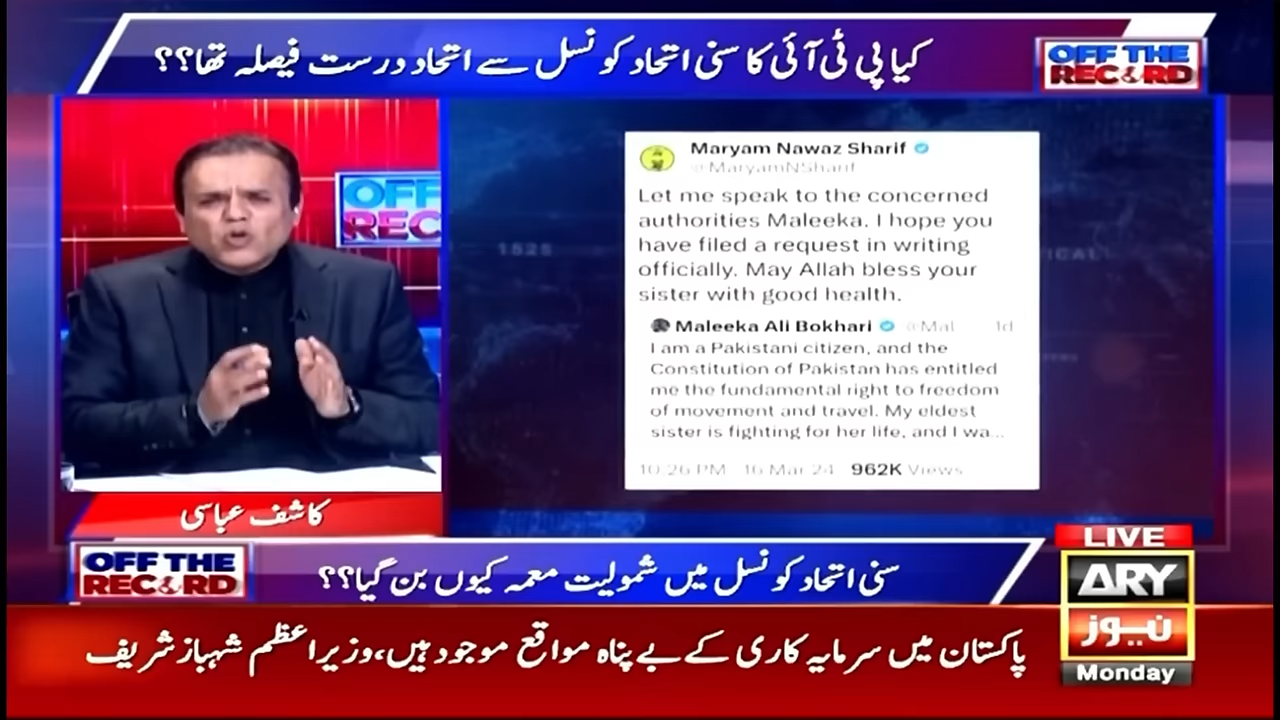 کیا پی ٹی آئی کا سنی اتحاد کونسل سے اتحاد درست فیصلہ تھا؟؟
OFF THE
RECORD
OFF
REC
1525
ICAL
Maryam Nawaz Sharif
@MaryamNSharif
Let me speak to the concerned
authorities Maleeka. I hope you
have filed a request in writing
officially. May Allah bless your
sister with good health.
Maleeka Ali Bokhari @Mal 1d
I am a Pakistani citizen, and the
Constitution of Pakistan has entitled
me the fundamental right to freedom
of movement and travel. My eldest
sister is fighting for her life, and I wa...
10:26 PM 16 Mar 24 962K Views
کاشف عباسی
OFF THE
RECORD
سنی اتحاد کونسل میں شمولیت معمہ کیوں بن گیا؟؟
LIVE
ARY
نیوز
Monday
پاکستان میں سرمایہ کاری کے بے پناہ مواقع موجود ہیں، وزیراعظم شہباز شریف